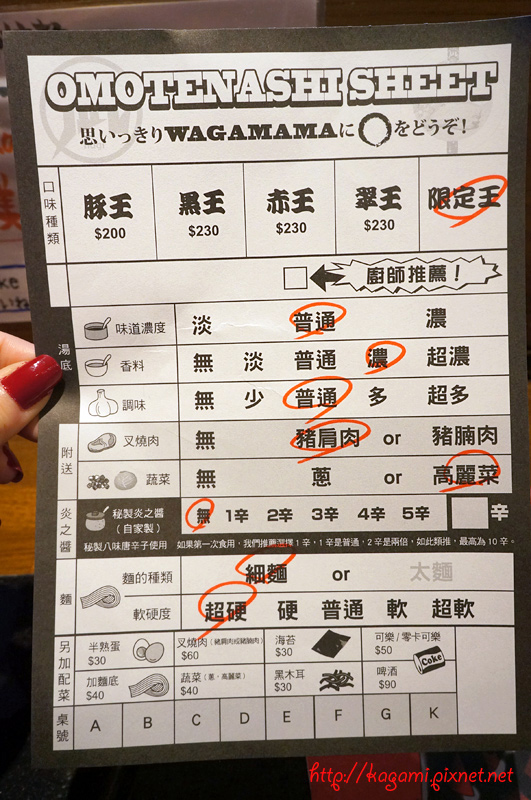 OMOTENASHI SHEET
思いっきりWAGAMAMAに◯をどうぞ!
口味種類
豚王 黒王 赤王 翠王 限定王
$200 $230 $230 $230
廚師推薦!
湯底
味道濃度 淡 普通 濃
香料 無 淡 普通 濃 超濃
調味 無 少 普通 多 超多
附送
叉燒肉 無 豬肩肉 or 豬腩肉
蔬菜 無 蔥 or 高麗菜
炎之醬
秘製炎之醬
(自家製)
無 1辛 2辛 3辛 4辛 5辛 辛
秘製八味唐辛子使用 如果第一次食用,我們推薦選擇1辛,1辛是普通,2辛是兩倍,如此類推,最高為10辛。
麵
麵的種類 細麵 or 太麵
軟硬度 超硬 硬 普通 軟 超軟
另加配菜
半熟蛋 $30
叉燒肉(豬肩肉或豬腩肉) $60
海苔 $30
可樂/零卡可樂 $50
Coke
加麵底 $40
蔬菜(蔥,高麗菜) $40
黑木耳 $30
啤酒 $90
桌號 A B C D E F G K
http://kagami.pixnet.net